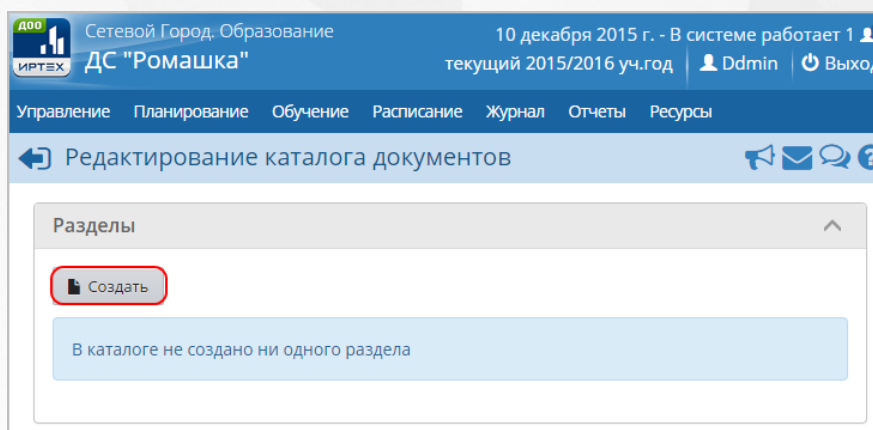 ДОО
ИРТЕХ
Сетевой Город. Образование
ДС "Ромашка"
10 декабря 2015 г. - В системе работает 1
текущий 2015/2016 уч.год
Ddmin
Выход
Управление Планирование Обучение Расписание Журнал Отчеты Ресурсы
Редактирование каталога документов
Разделы
Создать
В каталоге не создано ни одного раздела